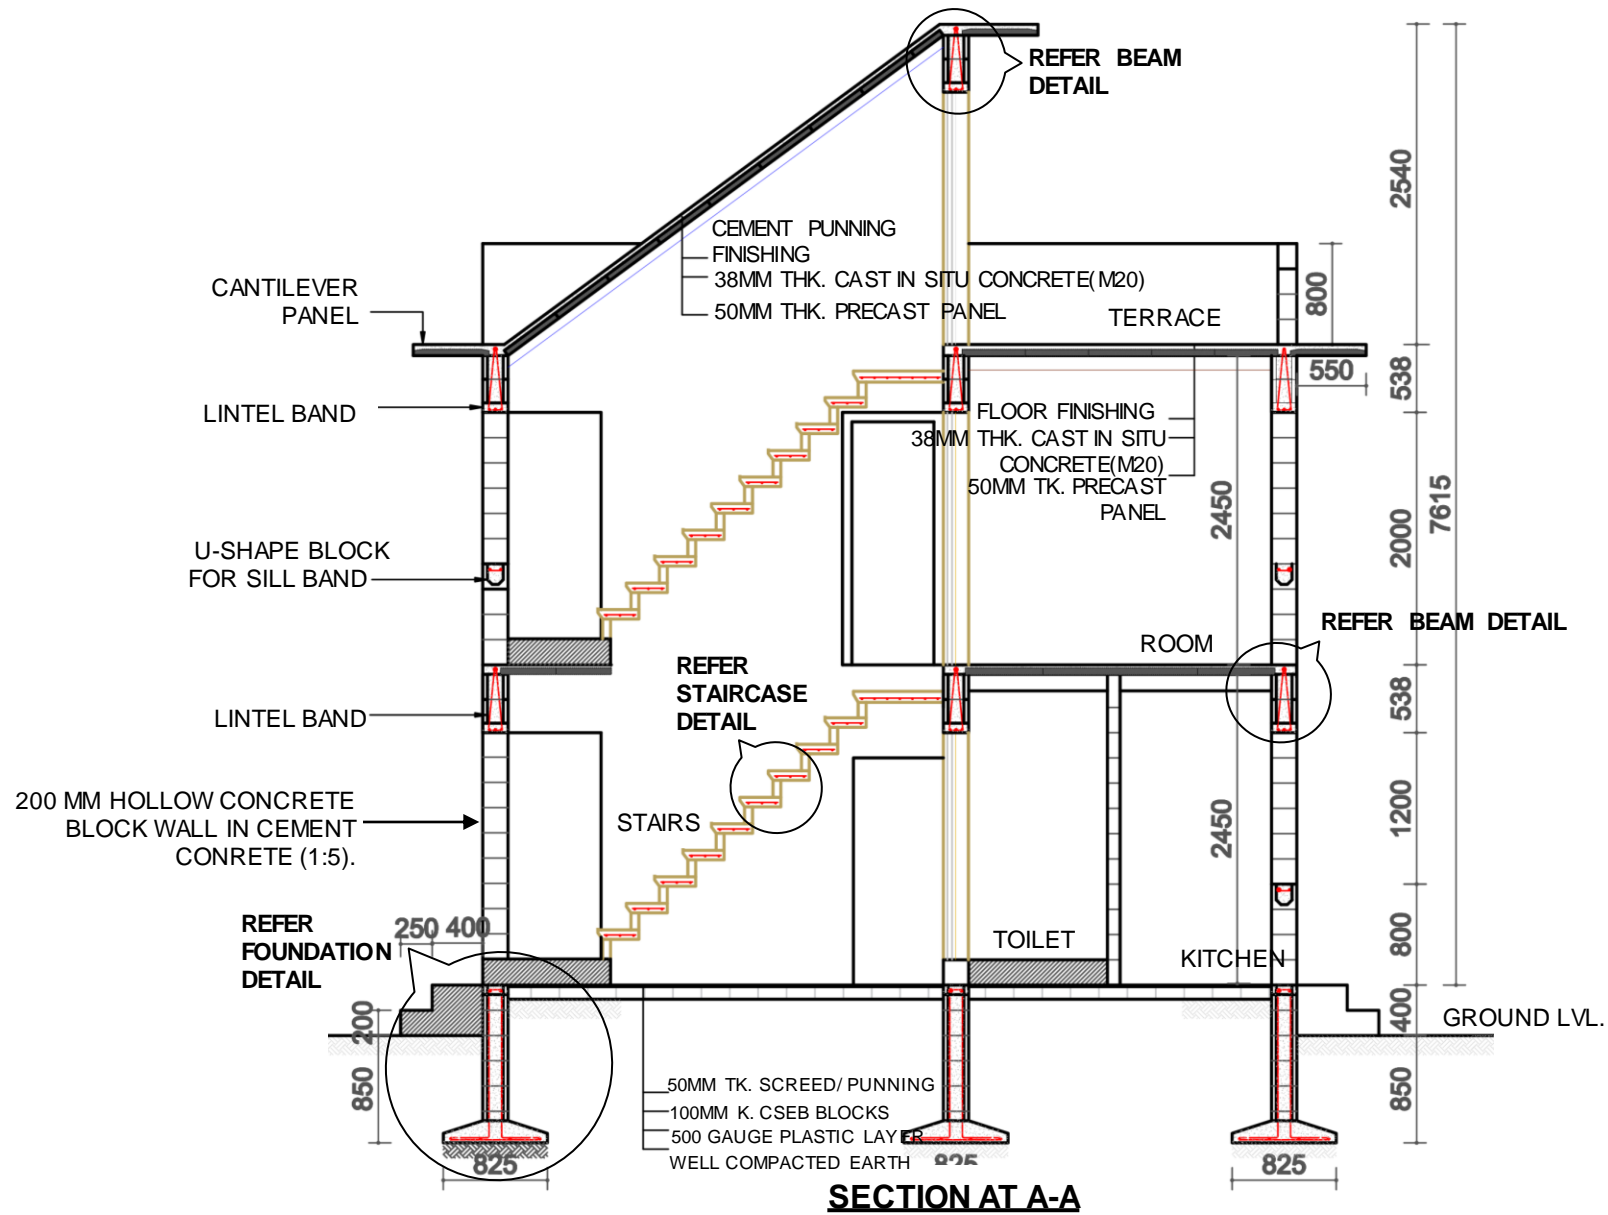 REFER BEAM
DETAIL
2540
CEMENT PUNNING
FINISHING
38MM THK. CAST IN SITU CONCRETE(M20)
50MM THK. PRECAST PANEL
CANTILEVER
PANEL
TERRACE
800
550
538
LINTEL BAND
FLOOR FINISHING
38MM THK. CAST IN SITU
CONCRETE(M20)
50MM TK. PRECAST
PANEL
2450
2000
7615
U-SHAPE BLOCK
FOR SILL BAND
REFER BEAM DETAIL
ROOM
REFER
STAIRCASE
DETAIL
LINTEL BAND
538
200 MM HOLLOW CONCRETE
BLOCK WALL IN CEMENT
CONRETE (1:5).
STAIRS
2450
1200
REFER
FOUNDATION
DETAIL
250 400
TOILET
KITCHEN
800
200
400
GROUND LVL.
850
50MM TK. SCREED/ PUNNING
100MM K. CSEB BLOCKS
500 GAUGE PLASTIC LAYER
WELL COMPACTED EARTH
850
825
825
825
SECTION AT A-A